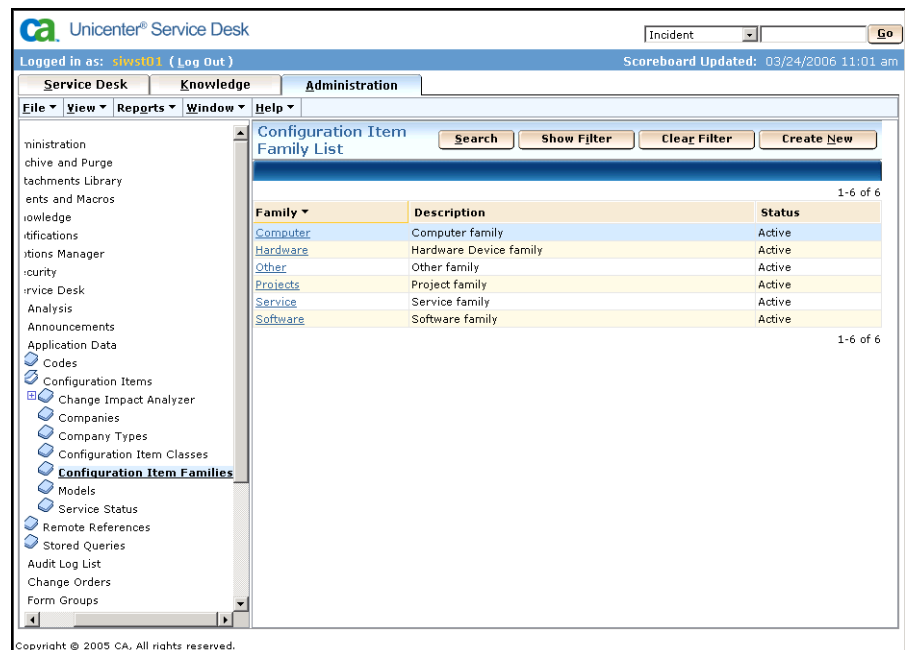 ca Unicenter® Service Desk
Incident Go
Logged in as: siwst01 ( Log Out ) Scoreboard Updated: 03/24/2006 11:01 am
Service Desk Knowledge Administration
File View Reports Window Help
ninistration
chive and Purge
tachments Library
ents and Macros
owledge
tifications
tions Manager
curity
rvice Desk
Analysis
Announcements
Application Data
Codes
Configuration Items
Change Impact Analyzer
Companies
Company Types
Configuration Item Classes
Configuration Item Families
Models
Service Status
Remote References
Stored Queries
Audit Log List
Change Orders
Form Groups
Configuration Item
Family List
Search Show Filter Clear Filter Create New
1-6 of 6
Family Description Status
Computer Computer family Active
Hardware Hardware Device family Active
Other Other family Active
Projects Project family Active
Service Service family Active
Software Software family Active
1-6 of 6
Copyright © 2005 CA, All rights reserved.